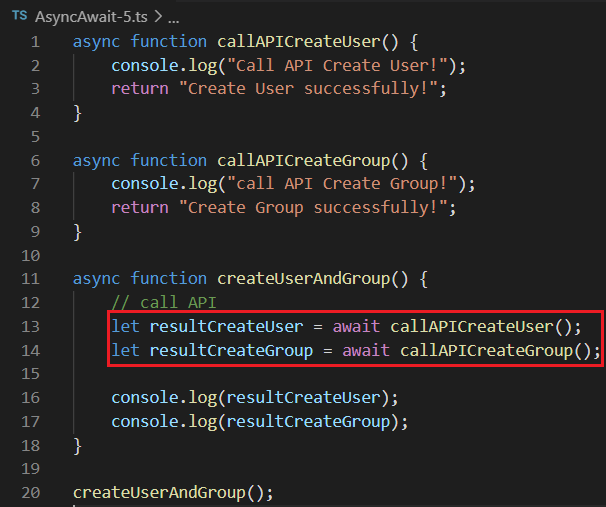 TS AsyncAwait-5.ts > ...
1 async function callAPICreateUser() {
2 console.log("Call API Create User!");
3 return "Create User successfully!";
4 }
5
6 async function callAPICreateGroup() {
7 console.log("call API Create Group!");
8 return "Create Group successfully!";
9 }
10
11 async function createUserAndGroup() {
12 // call API
13 let resultCreateUser = await callAPICreateUser();
14 let resultCreateGroup = await callAPICreateGroup();
15
16 console.log(resultCreateUser);
17 console.log(resultCreateGroup);
18 }
19
20 createUserAndGroup();